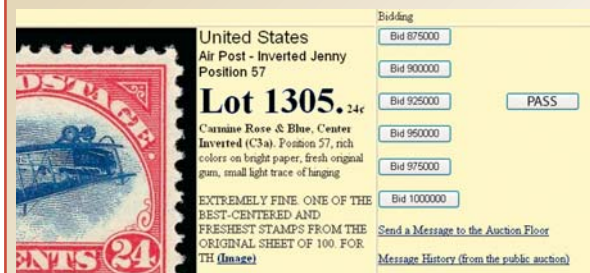 OSTAGE
ENTS 24
United States
Air Post - Inverted Jenny
Position 57
Lot 1305. 24c
Carmine Rose & Blue, Center
Inverted (C3a). Position 57, rich
colors on bright paper, fresh original
gum, small light trace of hinging
EXTREMELY FINE. ONE OF THE
BEST-CENTERED AND
FRESHEST STAMPS FROM THE
ORIGINAL SHEET OF 100. FOR
TH (Image)
Bidding
Bid 875000
Bid 900000
Bid 925000
PASS
Bid 950000
Bid 975000
Bid 1000000
Send a Message to the Auction Floor
Message History (from the public auction)